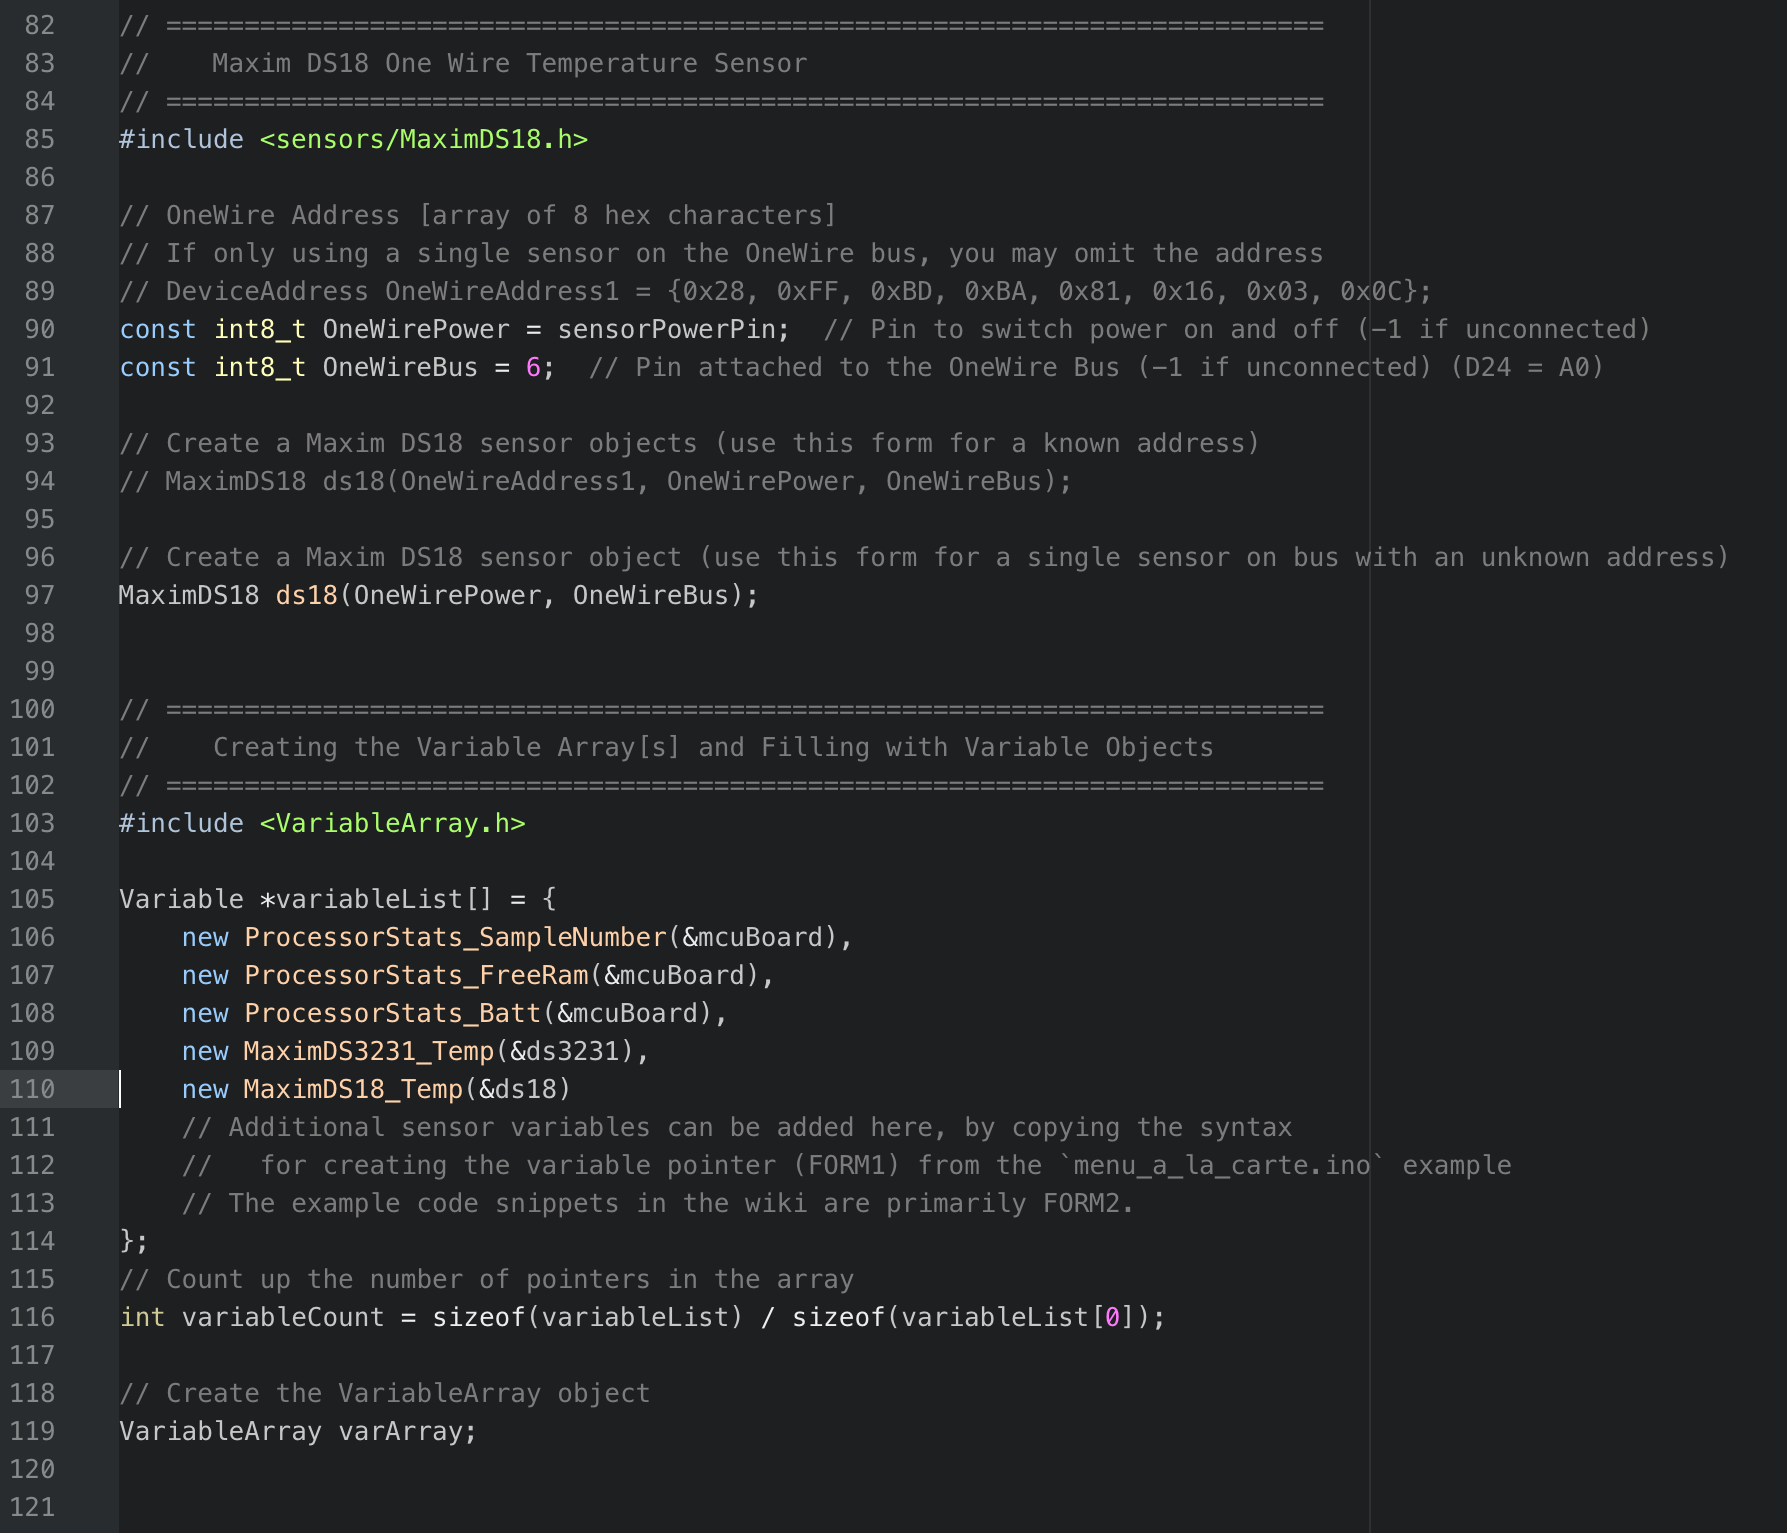 82 // ==========================================================================
83 //    Maxim DS18 One Wire Temperature Sensor
84 // ==========================================================================
85 #include <sensors/MaximDS18.h>
86
87 // OneWire Address [array of 8 hex characters]
88 // If only using a single sensor on the OneWire bus, you may omit the address
89 // DeviceAddress OneWireAddress1 = {0x28, 0xFF, 0xBD, 0xBA, 0x81, 0x16, 0x03, 0x0C};
90 const int8_t OneWirePower = sensorPowerPin;  // Pin to switch power on and off (-1 if unconnected)
91 const int8_t OneWireBus = 6;  // Pin attached to the OneWire Bus (-1 if unconnected) (D24 = A0)
92
93 // Create a Maxim DS18 sensor objects (use this form for a known address)
94 // MaximDS18 ds18(OneWireAddress1, OneWirePower, OneWireBus);
95
96 // Create a Maxim DS18 sensor object (use this form for a single sensor on bus with an unknown address)
97 MaximDS18 ds18(OneWirePower, OneWireBus);
98
99
100 // ==========================================================================
101 //    Creating the Variable Array[s] and Filling with Variable Objects
102 // ==========================================================================
103 #include <VariableArray.h>
104
105 Variable *variableList[] = {
106     new ProcessorStats_SampleNumber(&mcuBoard),
107     new ProcessorStats_FreeRam(&mcuBoard),
108     new ProcessorStats_Batt(&mcuBoard),
109     new MaximDS3231_Temp(&ds3231),
110     new MaximDS18_Temp(&ds18)
111     // Additional sensor variables can be added here, by copying the syntax
112     //   for creating the variable pointer (FORM1) from the `menu_a_la_carte.ino` example
113     // The example code snippets in the wiki are primarily FORM2.
114 };
115 // Count up the number of pointers in the array
116 int variableCount = sizeof(variableList) / sizeof(variableList[0]);
117
118 // Create the VariableArray object
119 VariableArray varArray;
120
121